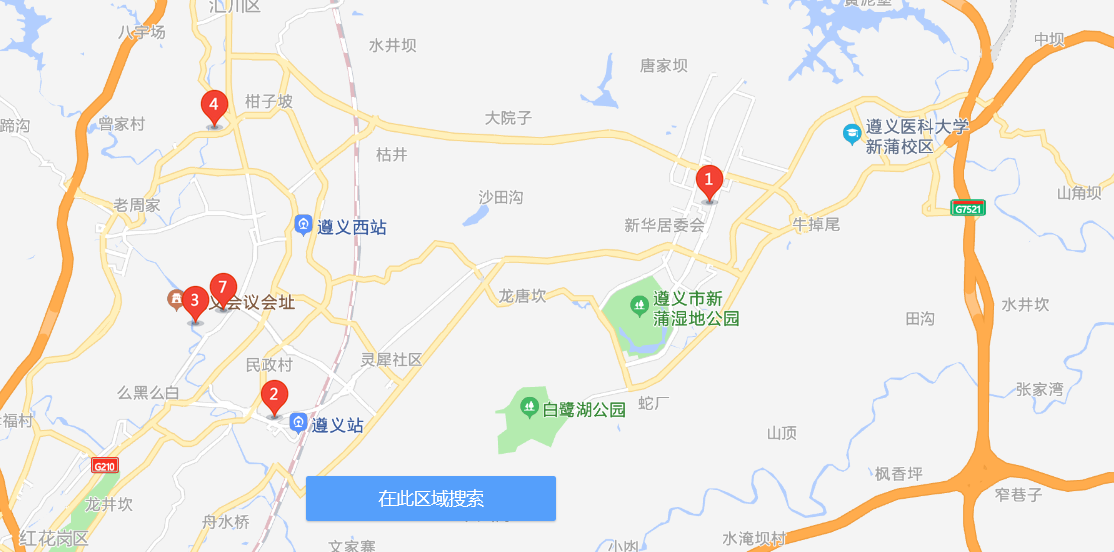 汇川区
八字场
水井坝
唐家坝
中坝
4
柑子坡
蹄沟
曾家村
大院子
遵义医科大学
新蒲校区
枯井
1
山角坝
老周家
沙田沟
G7521
遵义西站
新华居委会
牛掉尾
7
3
会议会址
龙唐坎
遵义市新
蒲湿地公园
田沟
水井坎
民政村
灵犀社区
么黑么白
2
张家湾
白鹭湖公园
蛇厂
福村
遵义站
山顶
G210
枫香坪
在此区域搜索
窄巷子
龙井坎
舟水桥
红花岗区
文家寨
水淹坝村